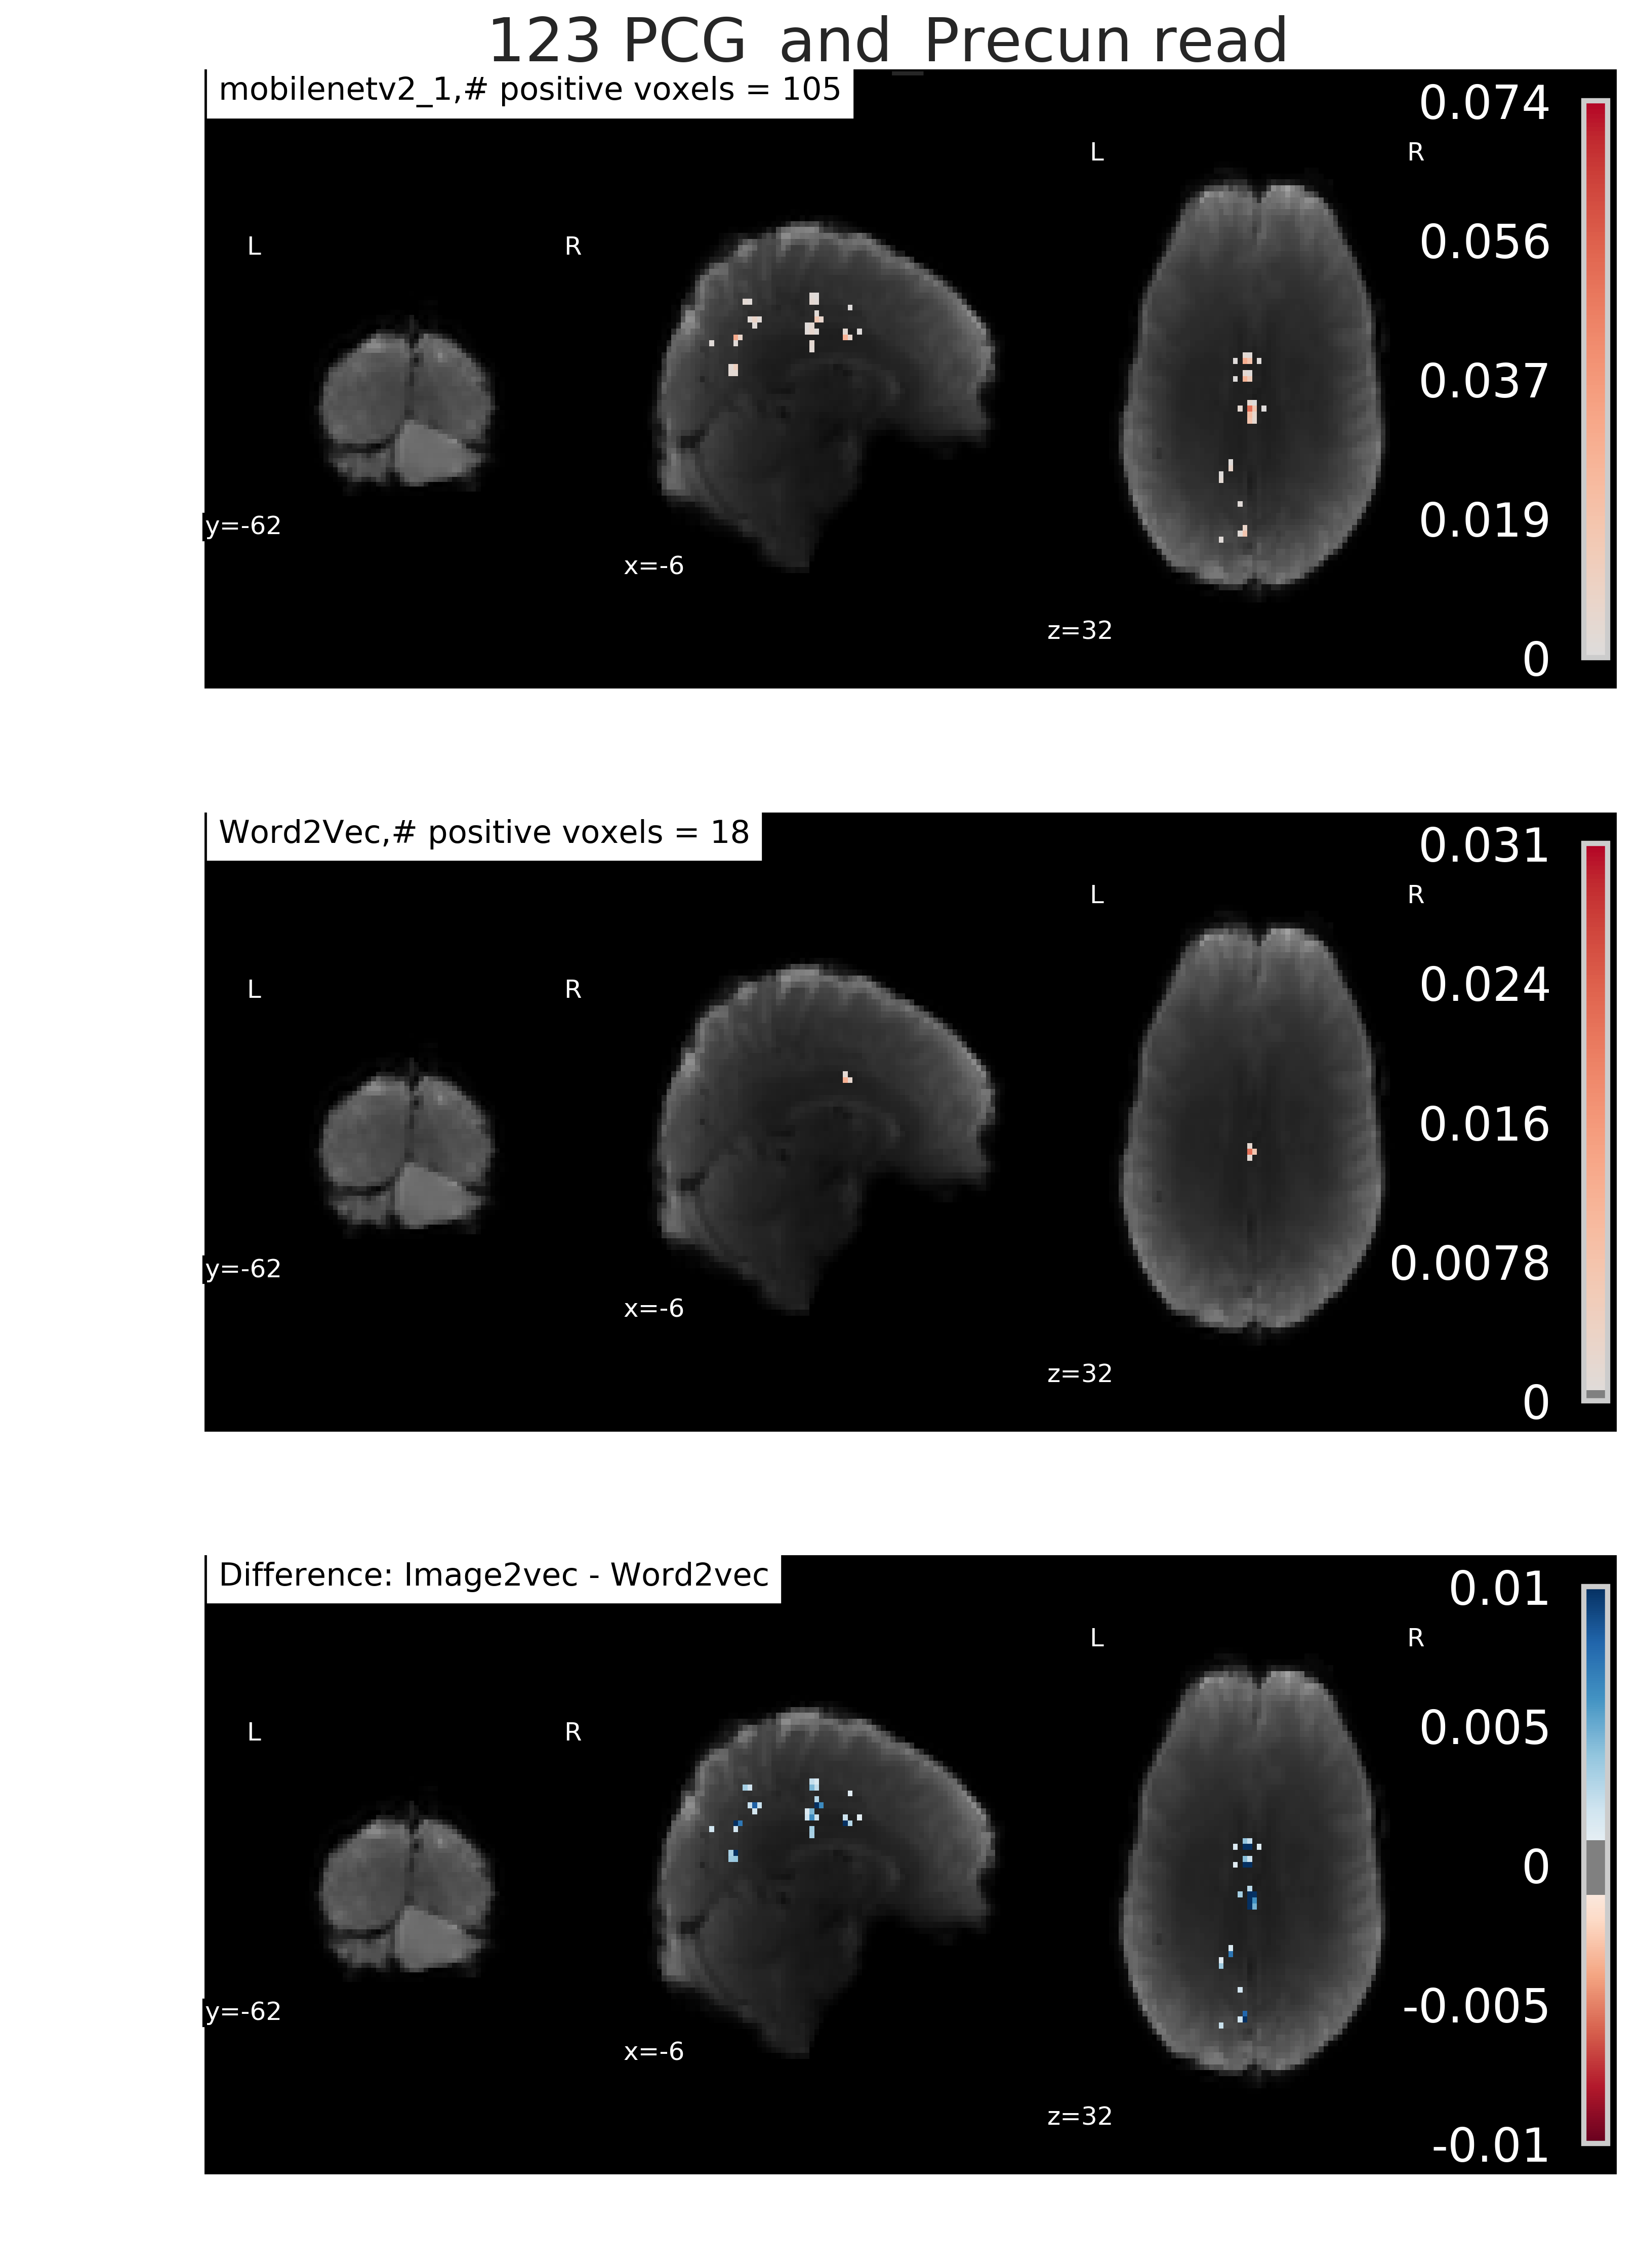 123 PCG_and_Precun read
mobilenetv2_1,# positive voxels = 105
L
R
L
R
y=-62
x=-6
z=32
0.074
0.056
0.037
0.019
0
Word2Vec,# positive voxels = 18
L
R
L
R
y=-62
x=-6
z=32
0.031
0.024
0.016
0.0078
0
Difference: Image2vec - Word2vec
L
R
L
R
y=-62
x=-6
z=32
0.01
0.005
0
-0.005
-0.01